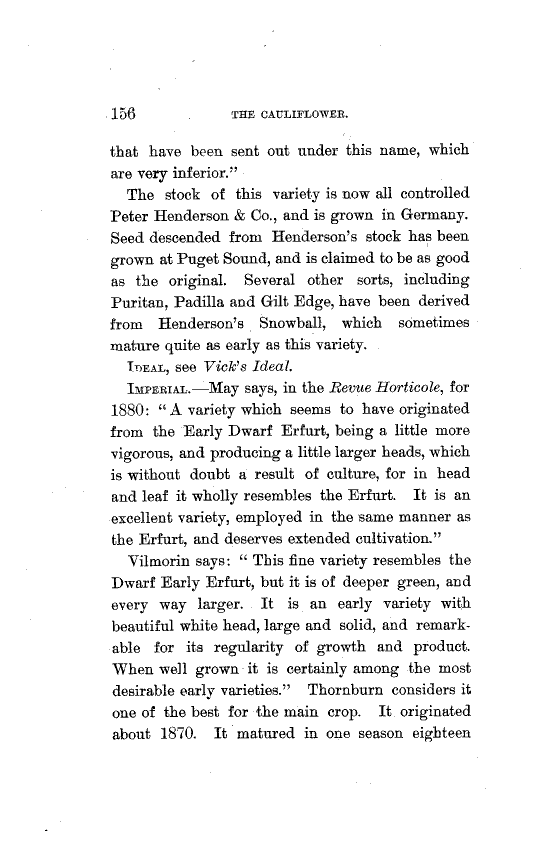 156 THE CAULIFLOWER.
that have been sent out under this name, which
are very inferior."
The stock of this variety is now all controlled
Peter Henderson & Co., and is grown in Germany.
Seed descended from Henderson's stock has been
grown at Puget Sound, and is claimed to be as good
as the original. Several other sorts, including
Puritan, Padilla and Gilt Edge, have been derived
from Henderson's Snowball, which sometimes
mature quite as early as this variety.
IDEAL, see Vick's Ideal.
IMPERIAL.—May says, in the Revue Horticole, for
1880: "A variety which seems to have originated
from the Early Dwarf Erfurt, being a little more
vigorous, and producing a little larger heads, which
is without doubt a result of culture, for in head
and leaf it wholly resembles the Erfurt. It is an
excellent variety, employed in the same manner as
the Erfurt, and deserves extended cultivation."
Vilmorin says: "This fine variety resembles the
Dwarf Early Erfurt, but it is of deeper green, and
every way larger. It is an early variety with
beautiful white head, large and solid, and remark-
able for its regularity of growth and product.
When well grown it is certainly among the most
desirable early varieties." Thornburn considers it
one of the best for the main crop. It originated
about 1870. It matured in one season eighteen